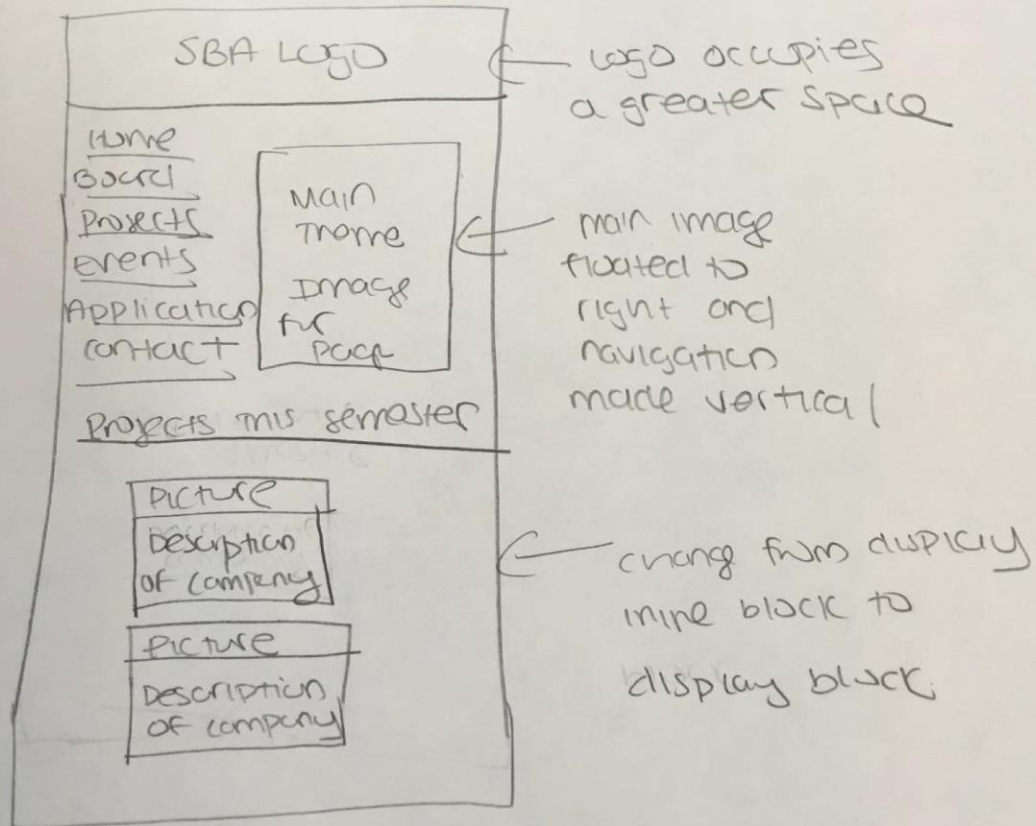 SBA LOGO
Logo occupies
a greater space
Home
Board
Projects
events
Application
contact
Main
Theme
Image
for
page
main image
floated to
right and
navigation
made vertical
Projects this semester
Picture
Description
of company
Picture
Description
of company
change from display
inline block to
display block